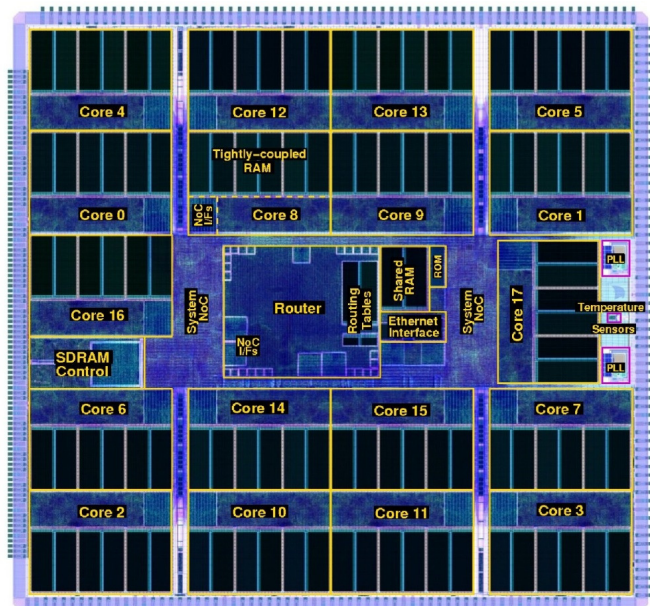 Core 4
Core 12
Core 13
Core 5
Tightly-coupled
RAM
Core 0
NoC
I/Fs
Core 8
Core 9
Core 1
Core 16
System
NoC
Router
NoC
I/Fs
Routing
Tables
Shared
RAM
ROM
Ethernet
Interface
System
NoC
Core 17
PLL
Temperature
Sensors
PLL
SDRAM
Control
Core 6
Core 14
Core 15
Core 7
Core 2
Core 10
Core 11
Core 3